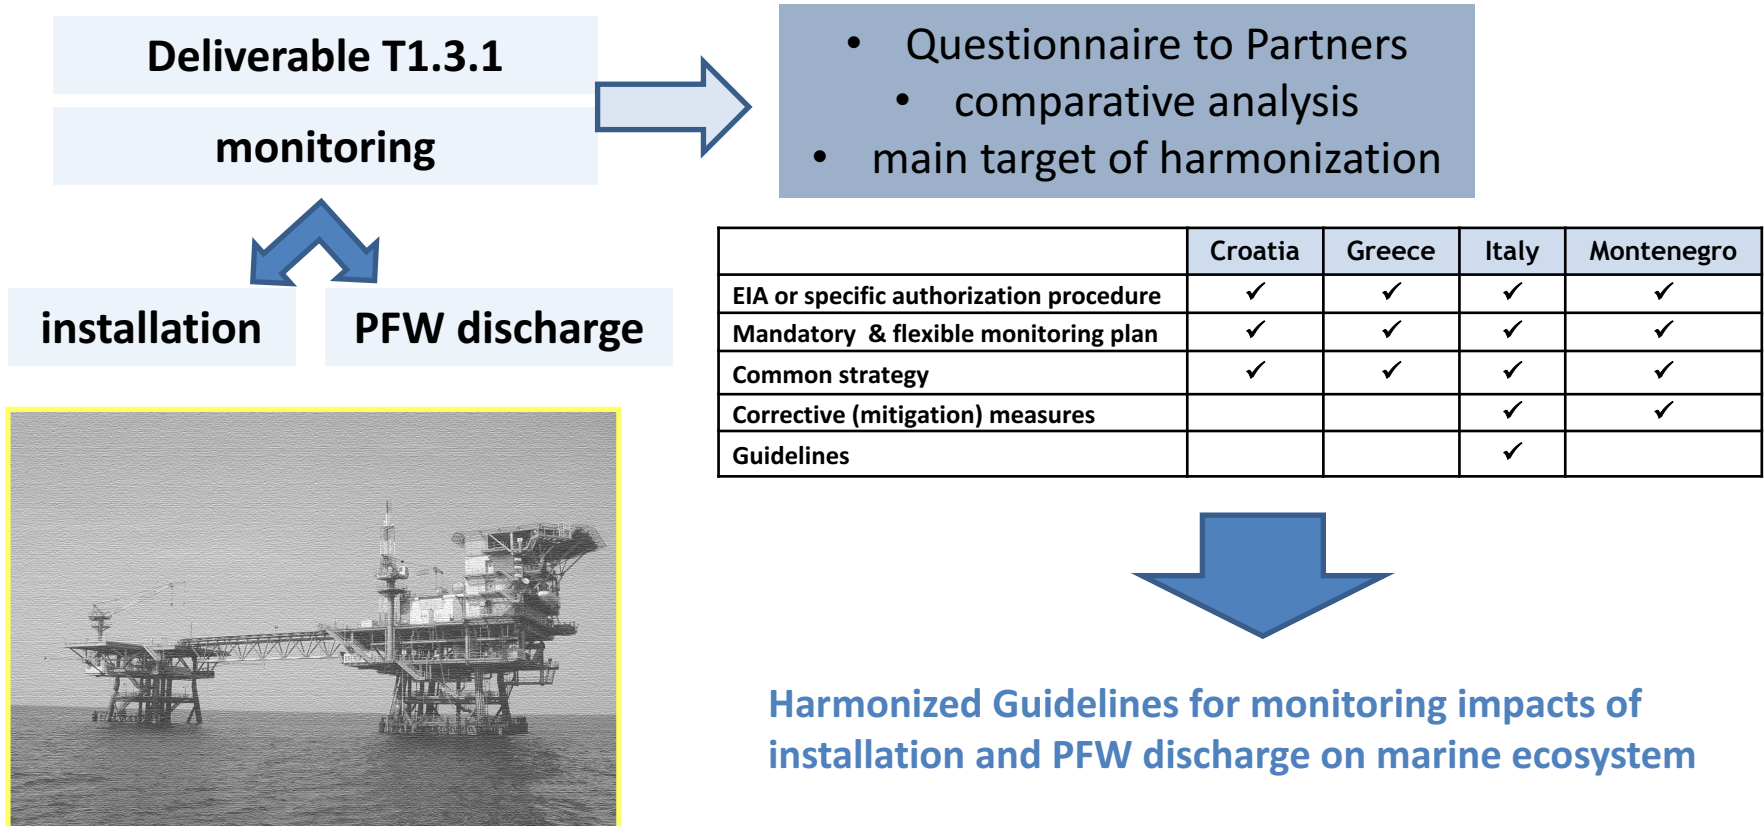 Deliverable T1.3.1
monitoring
installation
PFW discharge
• Questionnaire to Partners
• comparative analysis
• main target of harmonization
Croatia Greece Italy Montenegro
EIA or specific authorization procedure ✓ ✓ ✓ ✓
Mandatory & flexible monitoring plan ✓ ✓ ✓ ✓
Common strategy ✓ ✓ ✓ ✓
Corrective (mitigation) measures ✓ ✓
Guidelines ✓
Harmonized Guidelines for monitoring impacts of
installation and PFW discharge on marine ecosystem